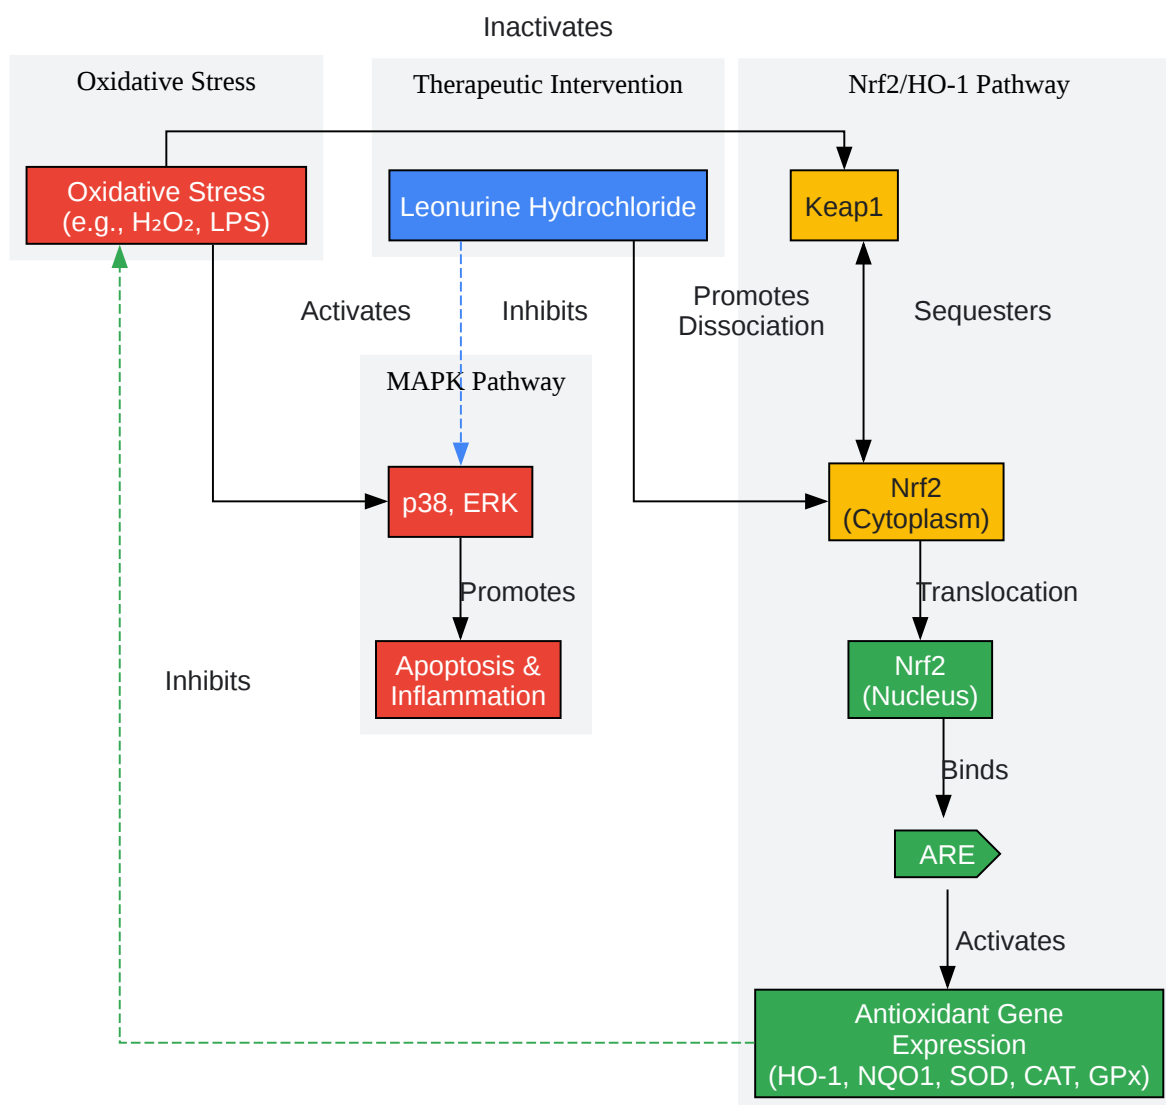 Inactivates
Oxidative Stress
Therapeutic Intervention
Nrf2/HO-1 Pathway
Oxidative Stress
(e.g., H₂O₂, LPS)
Leonurine Hydrochloride
Keap1
Activates
Inhibits
Promotes
Dissociation
Sequesters
MAPK Pathway
p38, ERK
Nrf2
(Cytoplasm)
Promotes
Translocation
Apoptosis &
Inflammation
Nrf2
(Nucleus)
Inhibits
Binds
ARE
Activates
Antioxidant Gene
Expression
(HO-1, NQO1, SOD, CAT, GPx)